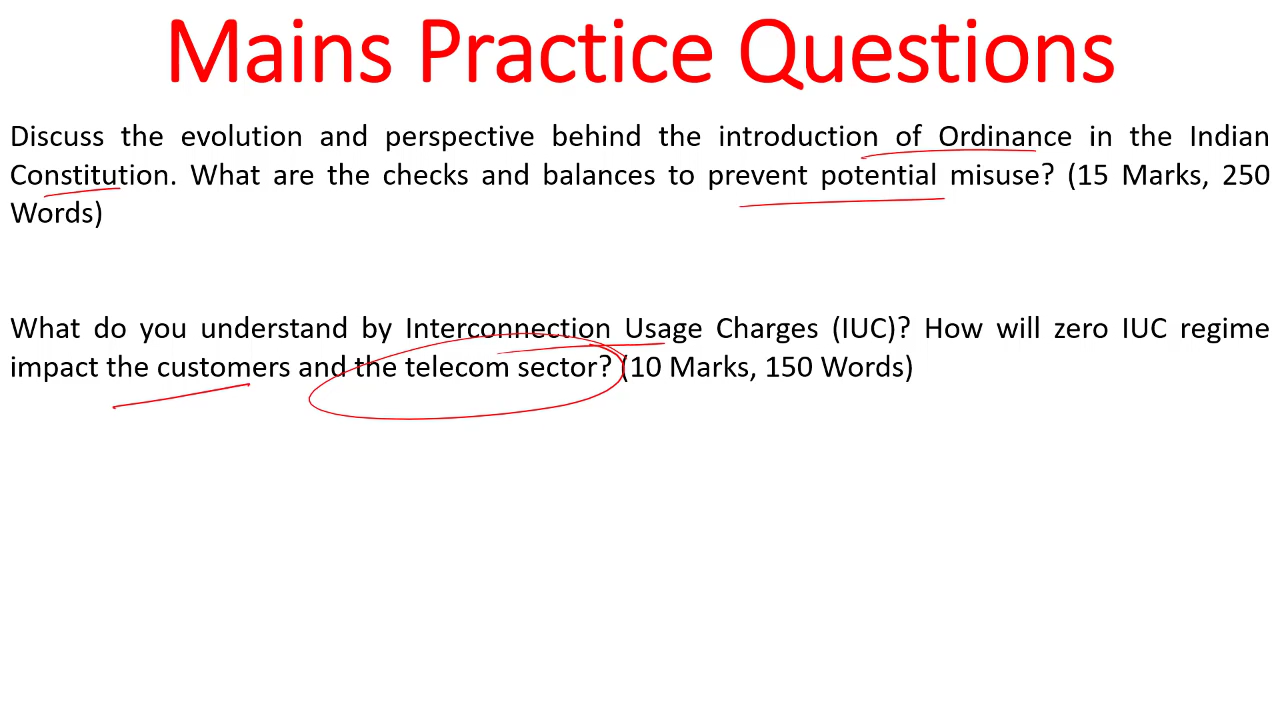 Mains Practice Questions
Discuss the evolution and perspective behind the introduction of Ordinance in the Indian
Constitution. What are the checks and balances to prevent potential misuse? (15 Marks, 250
Words)
What do you understand by Interconnection Usage Charges (IUC)? How will zero IUC regime
impact the customers and the telecom sector? (10 Marks, 150 Words)